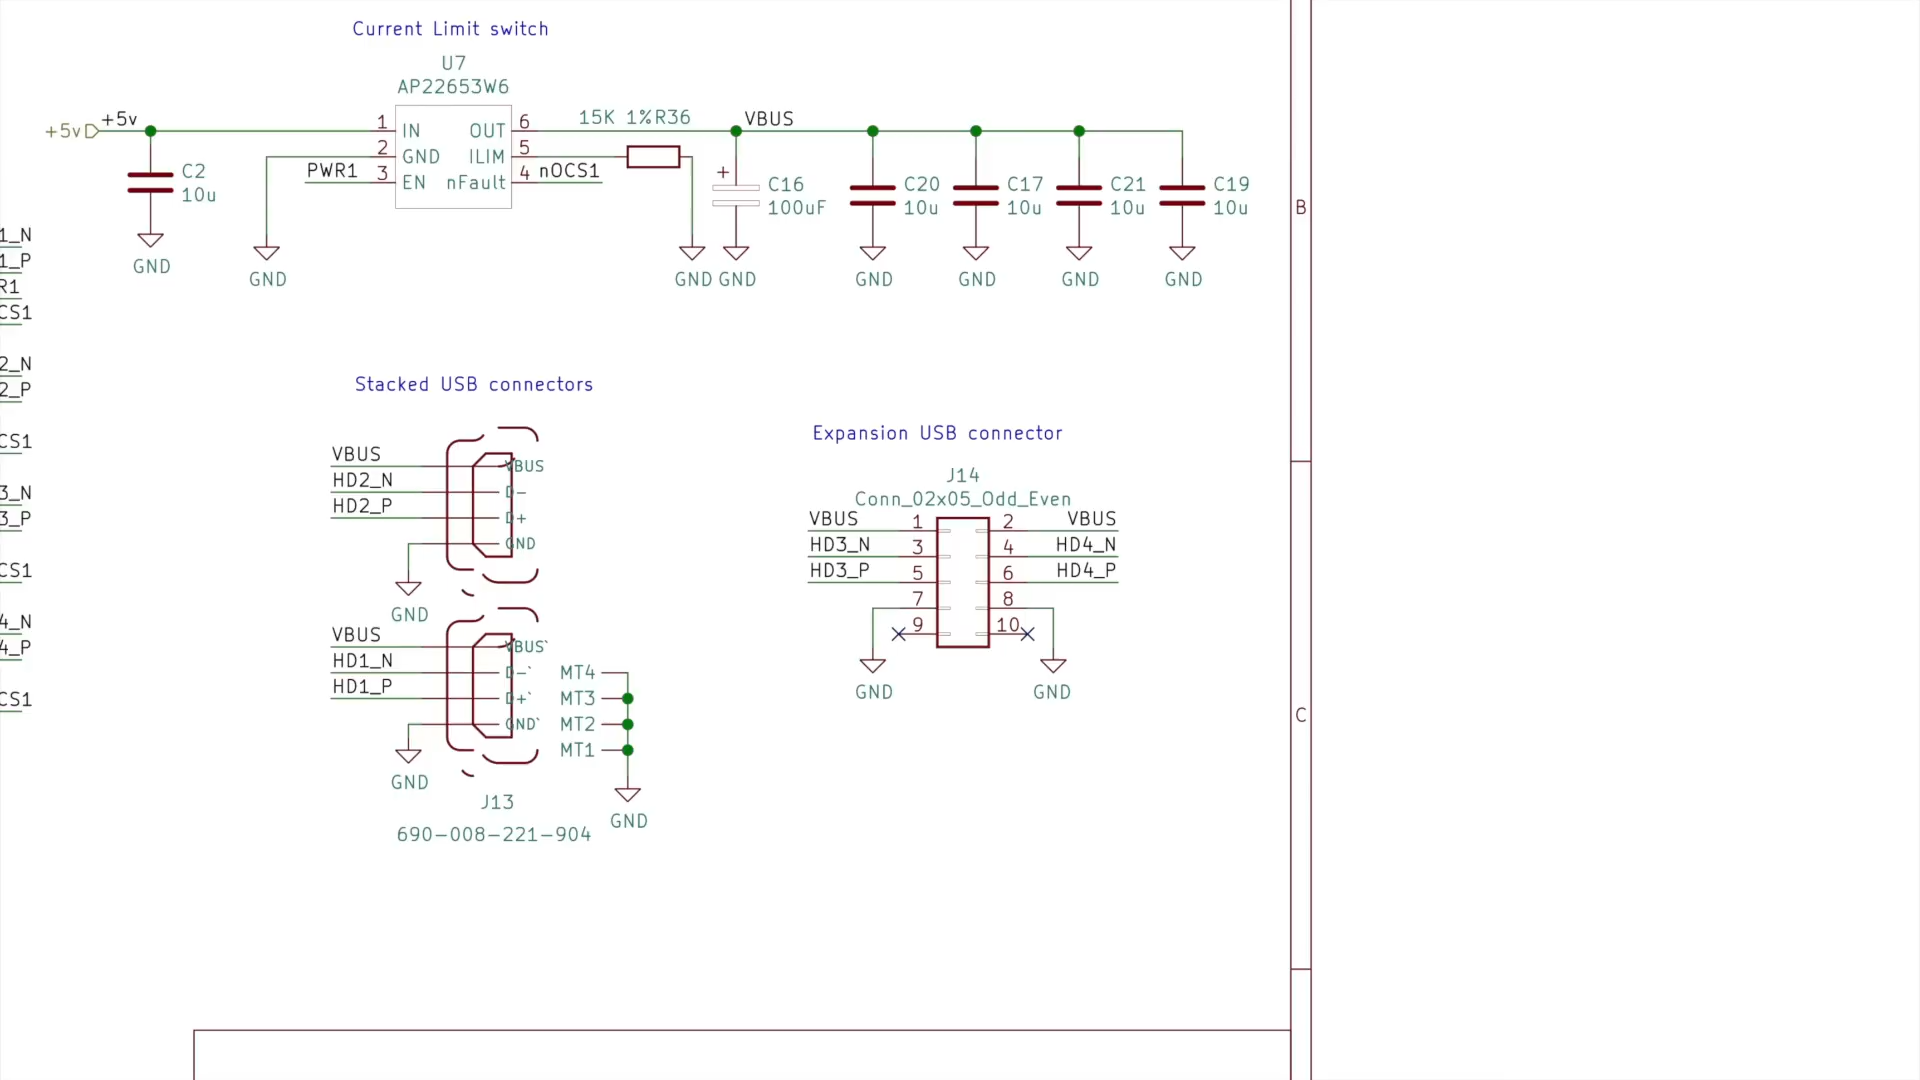 Current Limit switch
U7
AP22653W6
+5v
+5v
1 IN OUT 6
2 GND ILIM 5
3 EN nFault 4
PWR1
nOCS1
15K 1% R36
VBUS
C2
10u
+
C16
100uF
C20
10u
C17
10u
C21
10u
C19
10u
GND
GND
GND GND
GND
GND
GND
GND
B
1_N
1_P
R1
CS1
2_N
2_P
CS1
3_N
3_P
CS1
4_N
4_P
CS1
Stacked USB connectors
VBUS
HD2_N
HD2_P
VBUS
D-
D+
GND
GND
VBUS
HD1_N
HD1_P
VBUS`
D-`
D+`
GND`
GND
MT4
MT3
MT2
MT1
GND
J13
690-008-221-904
Expansion USB connector
J14
Conn_02x05_Odd_Even
VBUS 1 2 VBUS
HD3_N 3 4 HD4_N
HD3_P 5 6 HD4_P
7 8
9 10
GND
GND
C